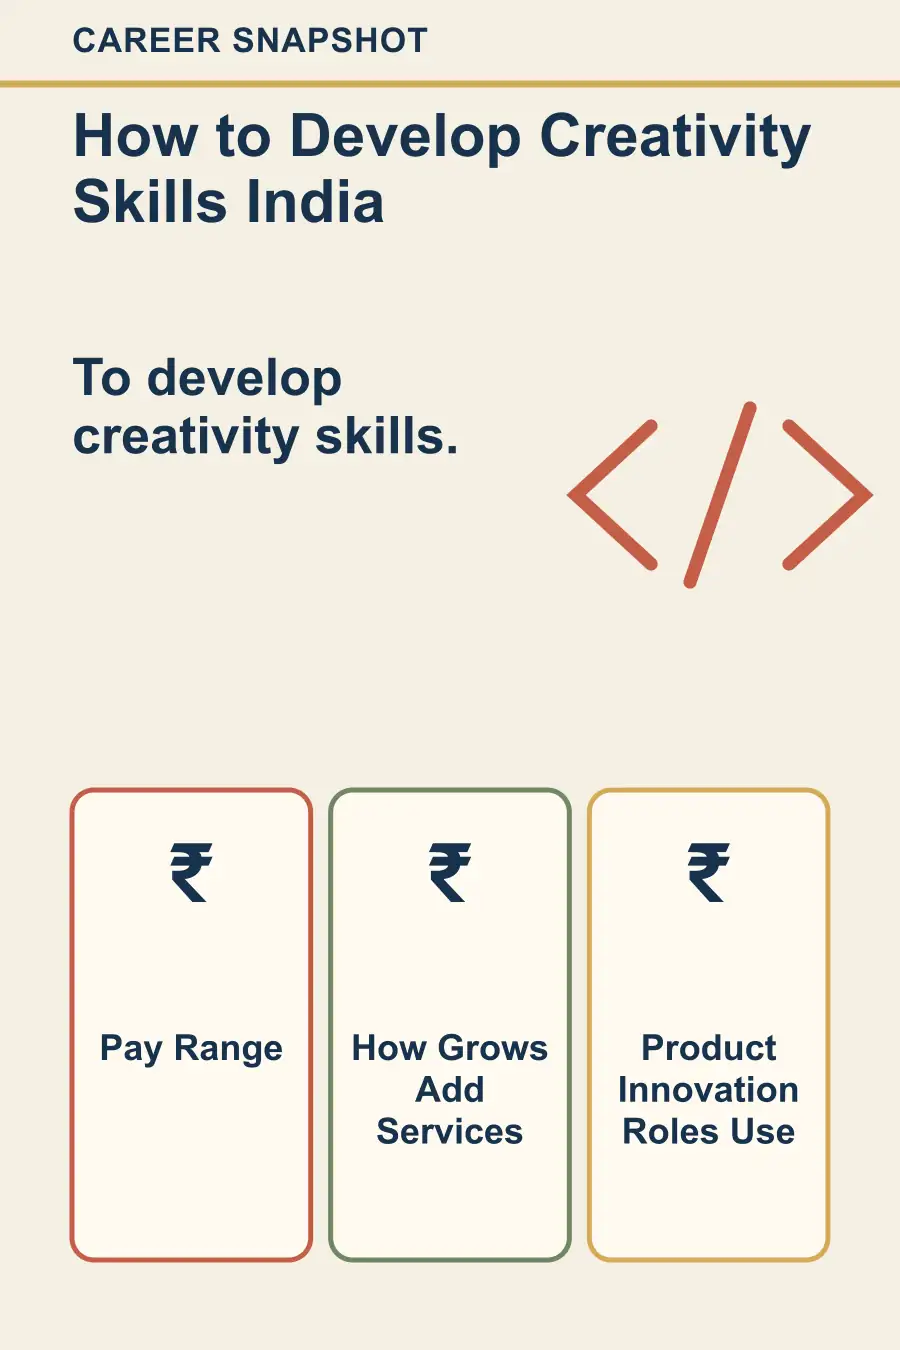 CAREER SNAPSHOT
How to Develop Creativity
Skills India
To develop
creativity skills.
</>
₹
₹
₹
Pay Range
How Grows
Add
Services
Product
Innovation
Roles Use